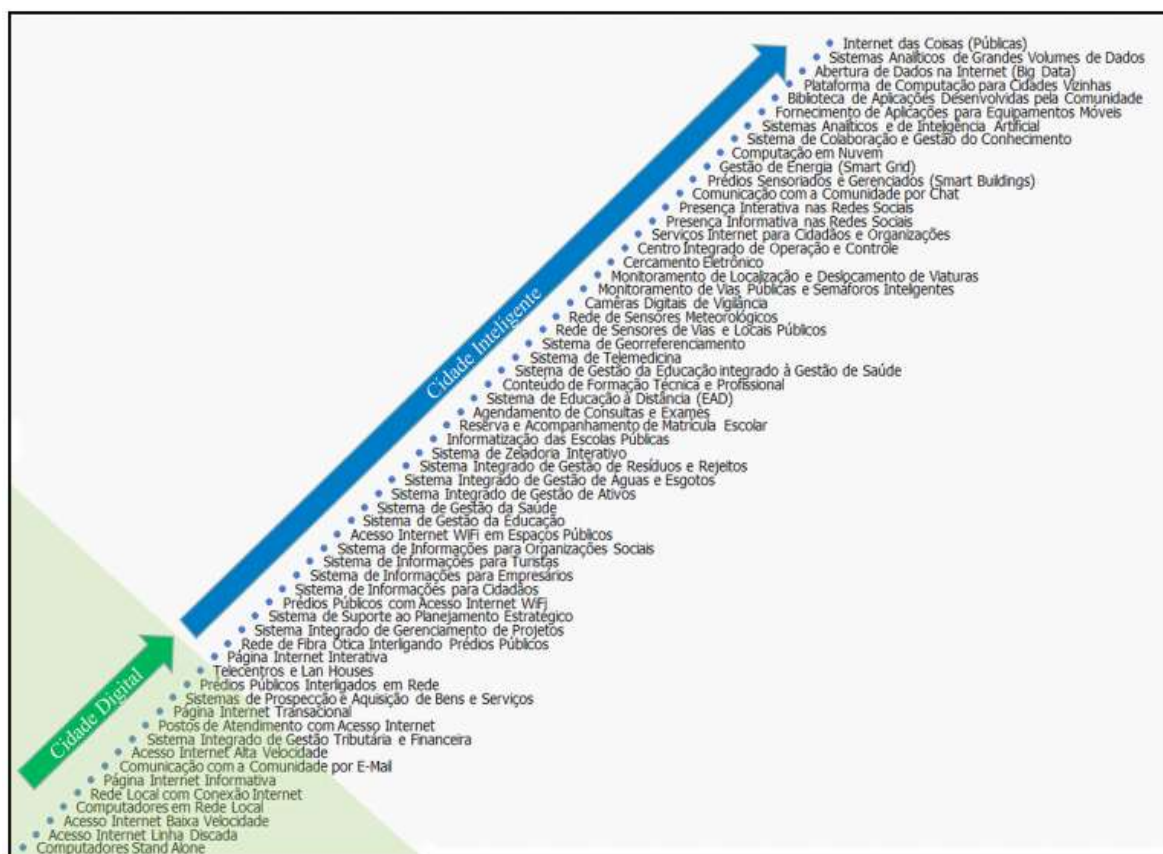 Internet das Coisas (Públicas)
Sistemas Analíticos de Grandes Volumes de Dados
Abertura de Dados na Internet (Big Data)
Plataforma de Computação para Cidades Vizinhas
Biblioteca de Aplicações Desenvolvidas pela Comunidade
Fornecimento de Aplicações para Equipamentos Móveis
Sistemas Analíticos e de Inteligência Artificial
Sistema de Colaboração e Gestão do Conhecimento
Computação em Nuvem
Gestão de Energia (Smart Grid)
Prédios Sensoriados e Gerenciados (Smart Buildings)
Comunicação com a Comunidade por Chat
Presença Interativa nas Redes Sociais
Presença Informativa nas Redes Sociais
Serviços Internet para Cidadãos e Organizações
Centro Integrado de Operação e Controle
Cercamento Eletrônico
Monitoramento de Localização e Deslocamento de Viaturas
Monitoramento de Vias Públicas e Semáforos Inteligentes
Camêras Digitais de Vigilância
Rede de Sensores Meteorológicos
Rede de Sensores de Vias e Locais Públicos
Sistema de Georreferenciamento
Sistema de Telemedicina
Sistema de Gestão da Educação integrado à Gestão de Saúde
Conteúdo de Formação Técnica e Profissional
Sistema de Educação à Distância (EAD)
Agendamento de Consultas e Exames
Reserva e Acompanhamento de Matrícula Escolar
Informatização das Escolas Públicas
Sistema de Zeladoria Interativo
Sistema Integrado de Gestão de Resíduos e Rejeitos
Sistema Integrado de Gestão de Águas e Esgotos
Sistema Integrado de Gestão de Ativos
Sistema de Gestão da Saúde
Sistema de Gestão da Educação
Acesso Internet WiFi em Espaços Públicos
Sistema de Informações para Organizações Sociais
Sistema de Informações para Turistas
Sistema de Informações para Empresários
Sistema de Informações para Cidadãos
Prédios Públicos com Acesso Internet WiFi
Sistema de Suporte ao Planejamento Estratégico
Sistema Integrado de Gerenciamento de Projetos
Rede de Fibra Ótica Interligando Prédios Públicos
Página Internet Interativa
Telecentros e Lan Houses
Prédios Públicos Interligados em Rede
Sistemas de Prospecção e Aquisição de Bens e Serviços
Página Internet Transacional
Postos de Atendimento com Acesso Internet
Sistema Integrado de Gestão Tributária e Financeira
Acesso Internet Alta Velocidade
Comunicação com a Comunidade por E-Mail
Página Internet Informativa
Rede Local com Conexão Internet
Computadores em Rede Local
Acesso Internet Baixa Velocidade
Acesso Internet Linha Discada
Computadores Stand Alone
Cidade Inteligente
Cidade Digital